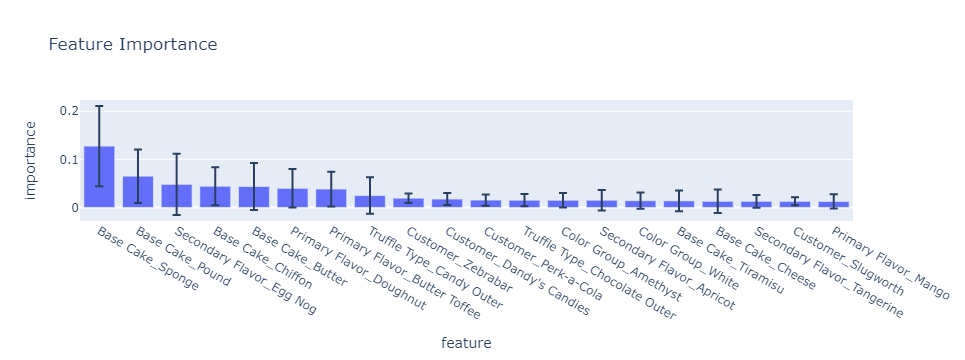 Feature Importance
importance
0.2
0.1
0
Base Cake_Sponge
Base Cake_Pound
Secondary Flavor_Egg Nog
Base Cake_Chiffon
Base Cake_Butter
Primary Flavor_Doughnut
Primary Flavor_Butter Toffee
Truffle Type_Candy Outer
Customer_Zebrabar
Customer_Dandy's Candies
Customer_Perk-a-Cola
Truffle Type_Chocolate Outer
Color Group_Amethyst
Secondary Flavor_Apricot
Color Group_White
Base Cake_Tiramisu
Base Cake_Cheese
Secondary Flavor_Tangerine
Customer_Slugworth
Primary Flavor_Mango
feature